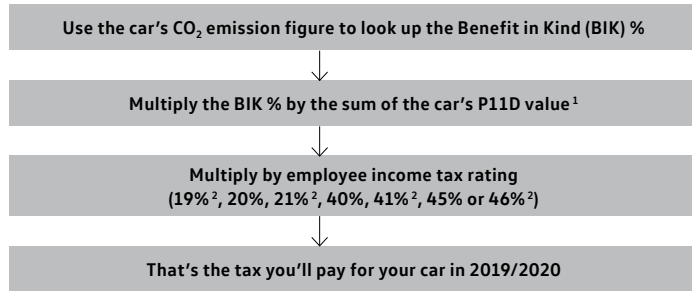 Use the car's CO₂ emission figure to look up the Benefit in Kind (BIK) %
Multiply the BIK % by the sum of the car's P11D value¹
Multiply by employee income tax rating
(19%², 20%, 21%², 40%, 41%², 45% or 46%²)
That's the tax you'll pay for your car in 2019/2020